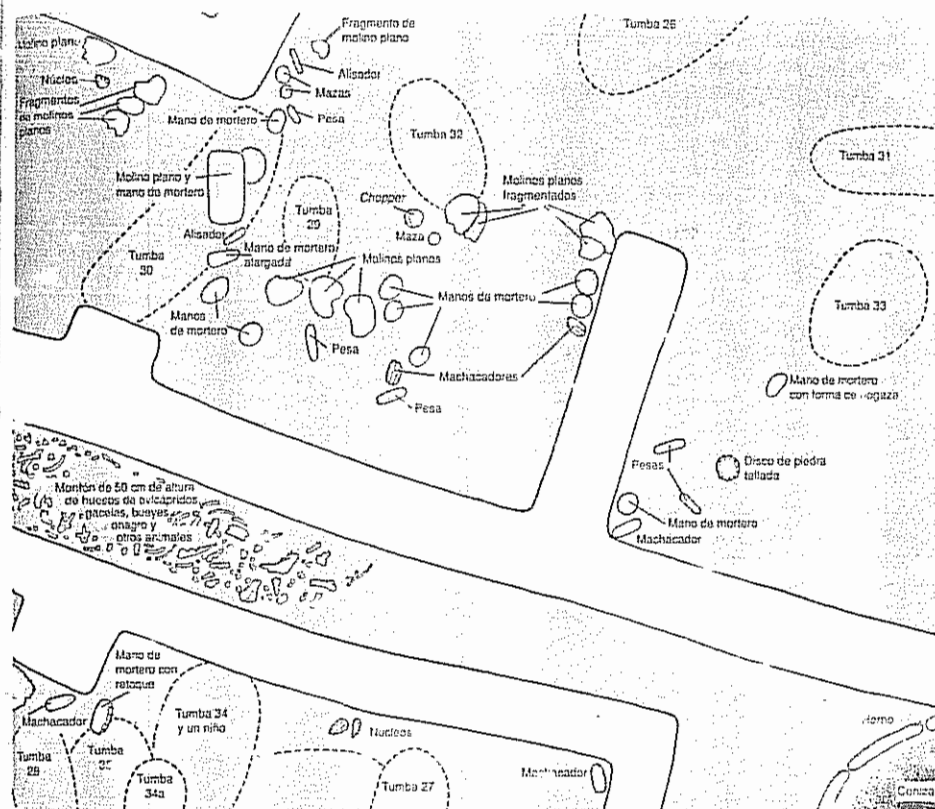 Fragmento de
molino plano
Tumba 26
Molino plano
Alisador
Núcleo
Mazas
Fragmentos
de molinos
planos
Mano de mortero
Pesa
Tumba 32
Tumba 31
Molino plano y
mano de mortero
Molinos planos
fragmentados
Chopper
Tumba
29
Maza
Alisador
Mano de mortero
alargada
Tumba
30
Molinos planos
Manos de mortero
Tumba 33
Manos
de mortero
Pesa
Machacadores
Mano de mortero
con forma de hogaza
Pesa
Pesas
Disco de piedra
tallada
Montón de 50 cm de altura
de huesos de ovicápridos,
gacelas, bueyes,
onagro y
otros animales
Mano de mortero
Machacador
Mano de
mortero con
retoque
Machacador
Tumba 34
y un niño
Núcleos
Horno
Tumba
28
Tumba
Tumba
34a
Tumba 27
Machacador